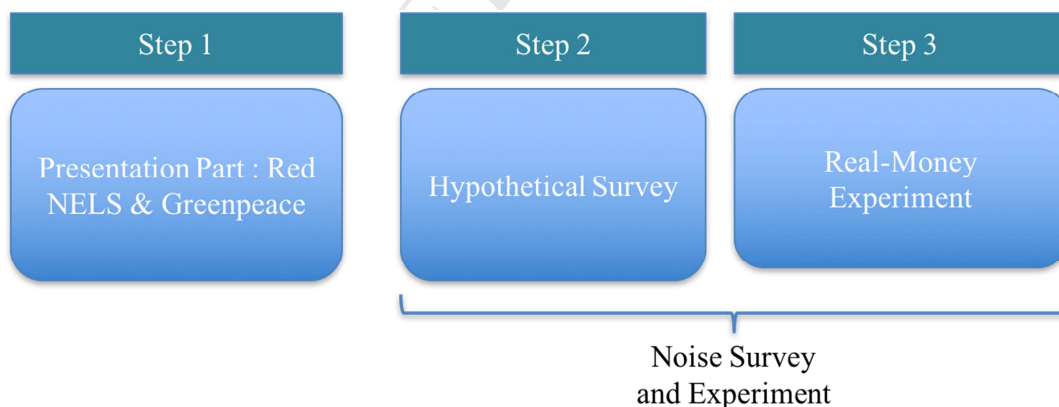 Step 1
Step 2
Step 3
Presentation Part : Red
NELS & Greenpeace
Hypothetical Survey
Real-Money
Experiment
Noise Survey
and Experiment